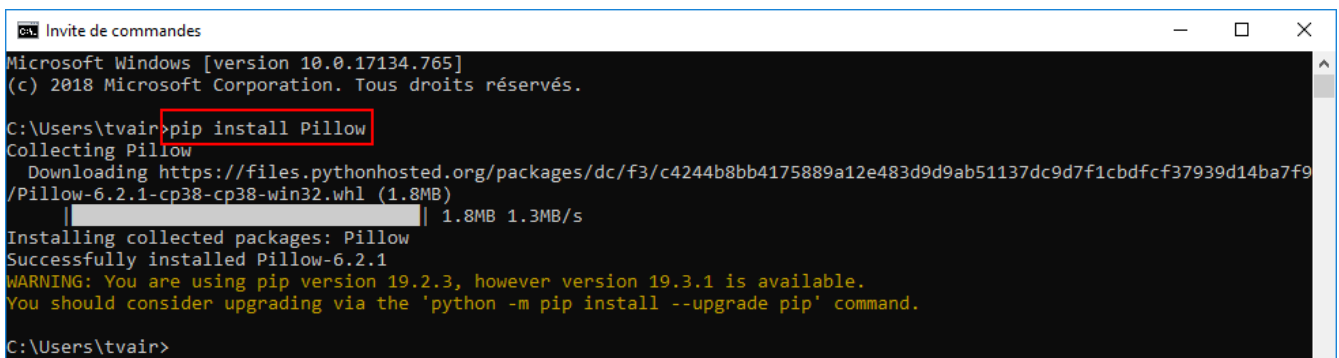 Invite de commandes
Microsoft Windows [version 10.0.17134.765]
(c) 2018 Microsoft Corporation. Tous droits réservés.
C:\Users\tvair>pip install Pillow
Collecting Pillow
Downloading https://files.pythonhosted.org/packages/dc/f3/c4244b8bb4175889a12e483d9d9ab51137dc9d7f1cbdfcf37939d14ba7f9
/Pillow-6.2.1-cp38-cp38-win32.whl (1.8MB)
|████████████████████████████████| 1.8MB 1.3MB/s
Installing collected packages: Pillow
Successfully installed Pillow-6.2.1
WARNING: You are using pip version 19.2.3, however version 19.3.1 is available.
You should consider upgrading via the 'python -m pip install --upgrade pip' command.
C:\Users\tvair>